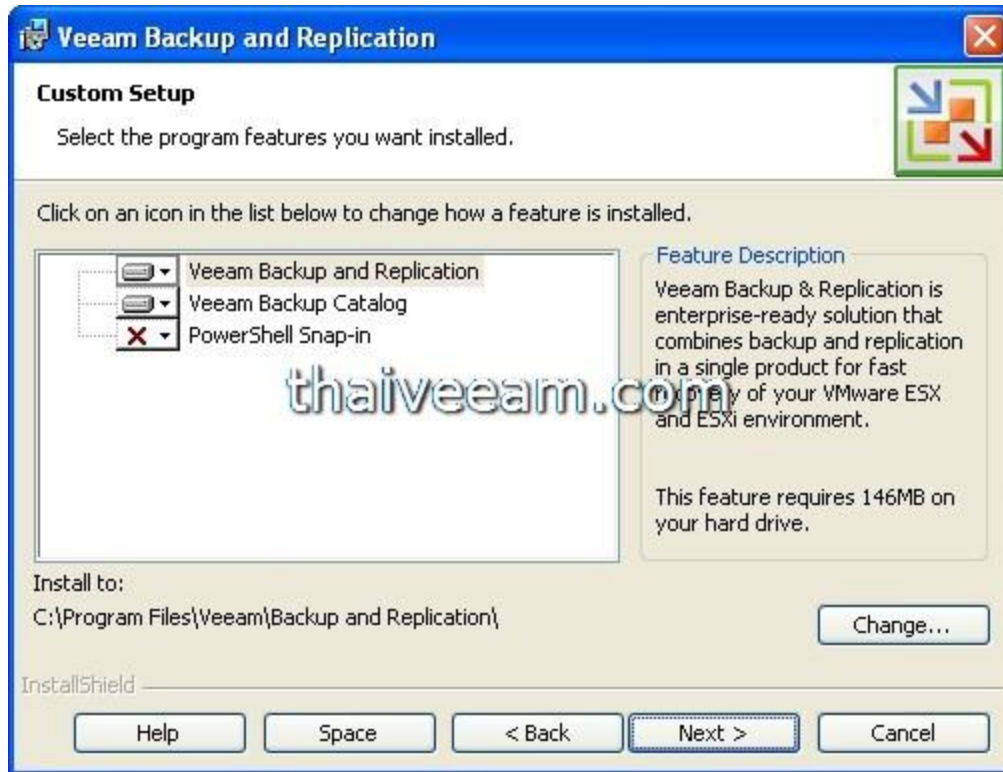 Veeam Backup and Replication
Custom Setup
Select the program features you want installed.
Click on an icon in the list below to change how a feature is installed.
Veeam Backup and Replication
Veeam Backup Catalog
PowerShell Snap-in
thaiveeam.com
Feature Description
Veeam Backup & Replication is
enterprise-ready solution that
combines backup and replication
in a single product for fast
recovery of your VMware ESX
and ESXi environment.
This feature requires 146MB on
your hard drive.
Install to:
C:\Program Files\Veeam\Backup and Replication\
Change...
InstallShield
Help
Space
< Back
Next >
Cancel